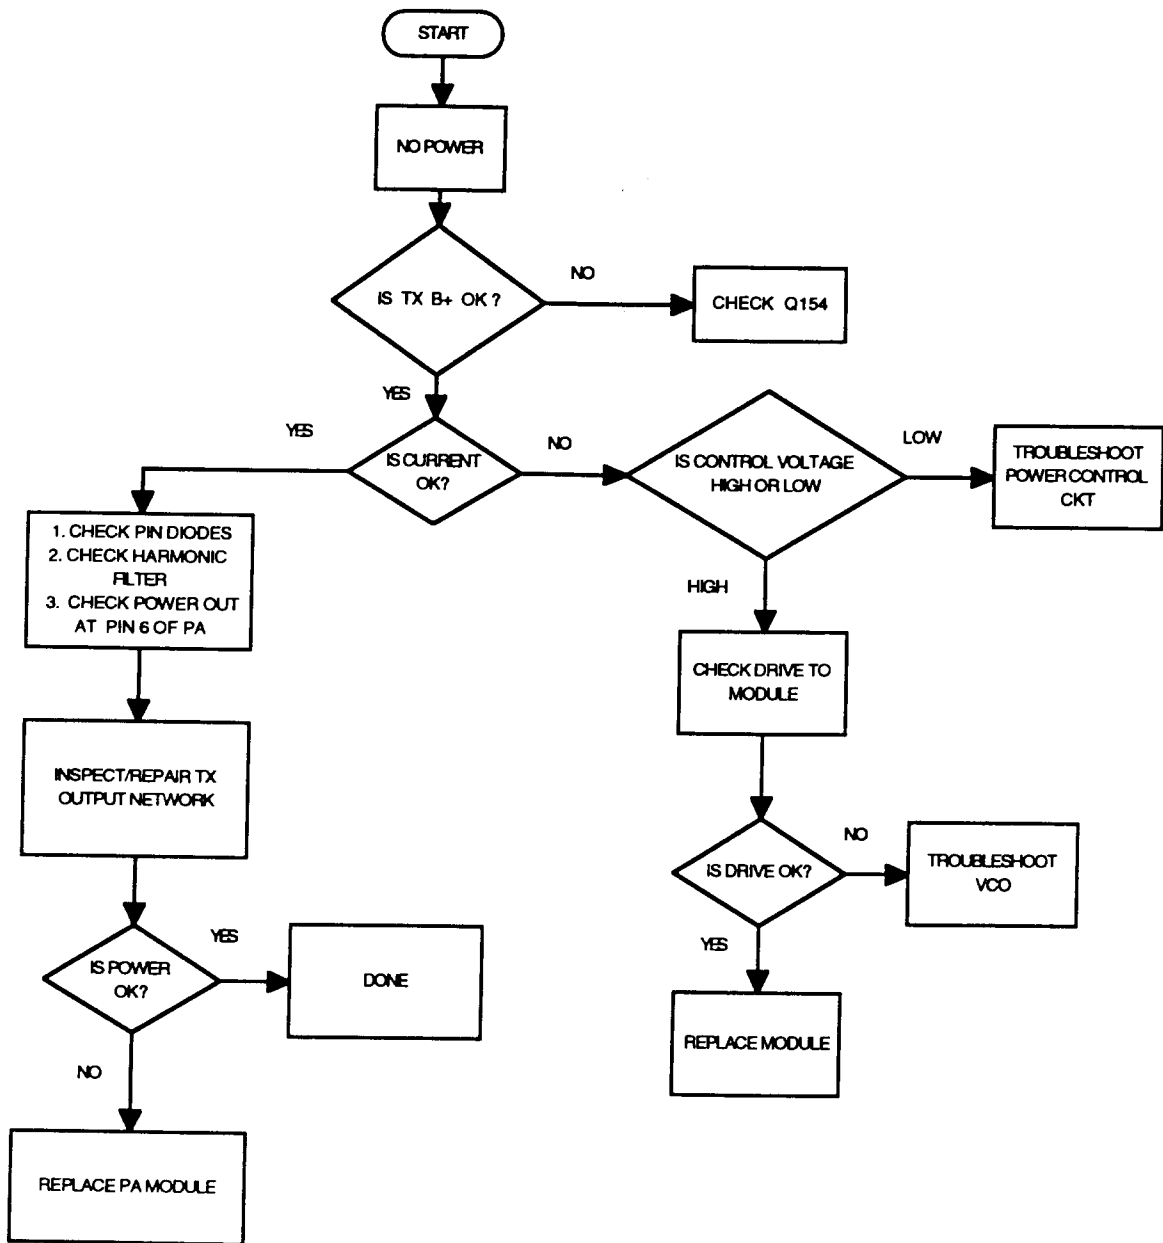 START
NO POWER
IS TX B+ OK ?
NO
CHECK Q154
YES
YES
IS CURRENT
OK?
NO
IS CONTROL VOLTAGE
HIGH OR LOW
LOW
TROUBLESHOOT
POWER CONTROL
CKT
1. CHECK PIN DIODES
2. CHECK HARMONIC
FILTER
3. CHECK POWER OUT
AT PIN 6 OF PA
HIGH
CHECK DRIVE TO
MODULE
INSPECT/REPAIR TX
OUTPUT NETWORK
IS DRIVE OK?
NO
TROUBLESHOOT
VCO
YES
REPLACE MODULE
IS POWER
OK?
YES
DONE
NO
REPLACE PA MODULE